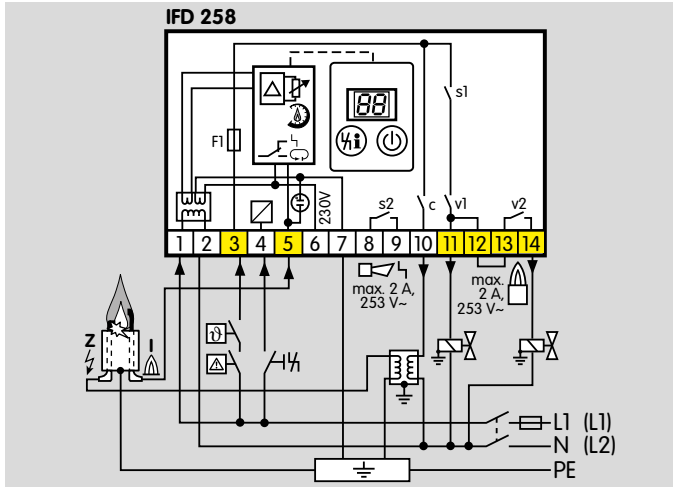 IFD 258
88
s1
F1
i
230V
s2
c
v1
v2
1 2 3 4 5 6 7 8 9 10 11 12 13 14
max. 2 A,
253 V~
max.
2 A,
253 V~
ϑ
Z
I
L1 (L1)
N (L2)
PE